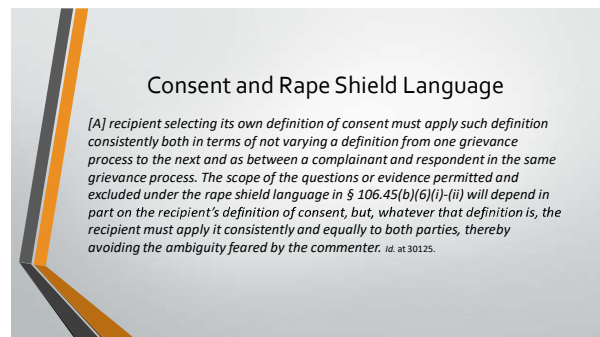 Consent and Rape Shield Language
[A] recipient selecting its own definition of consent must apply such definition
consistently both in terms of not varying a definition from one grievance
process to the next and as between a complainant and respondent in the same
grievance process. The scope of the questions or evidence permitted and
excluded under the rape shield language in § 106.45(b)(6)(i)-(ii) will depend in
part on the recipient's definition of consent, but, whatever that definition is, the
recipient must apply it consistently and equally to both parties, thereby
avoiding the ambiguity feared by the commenter. Id. at 30125.